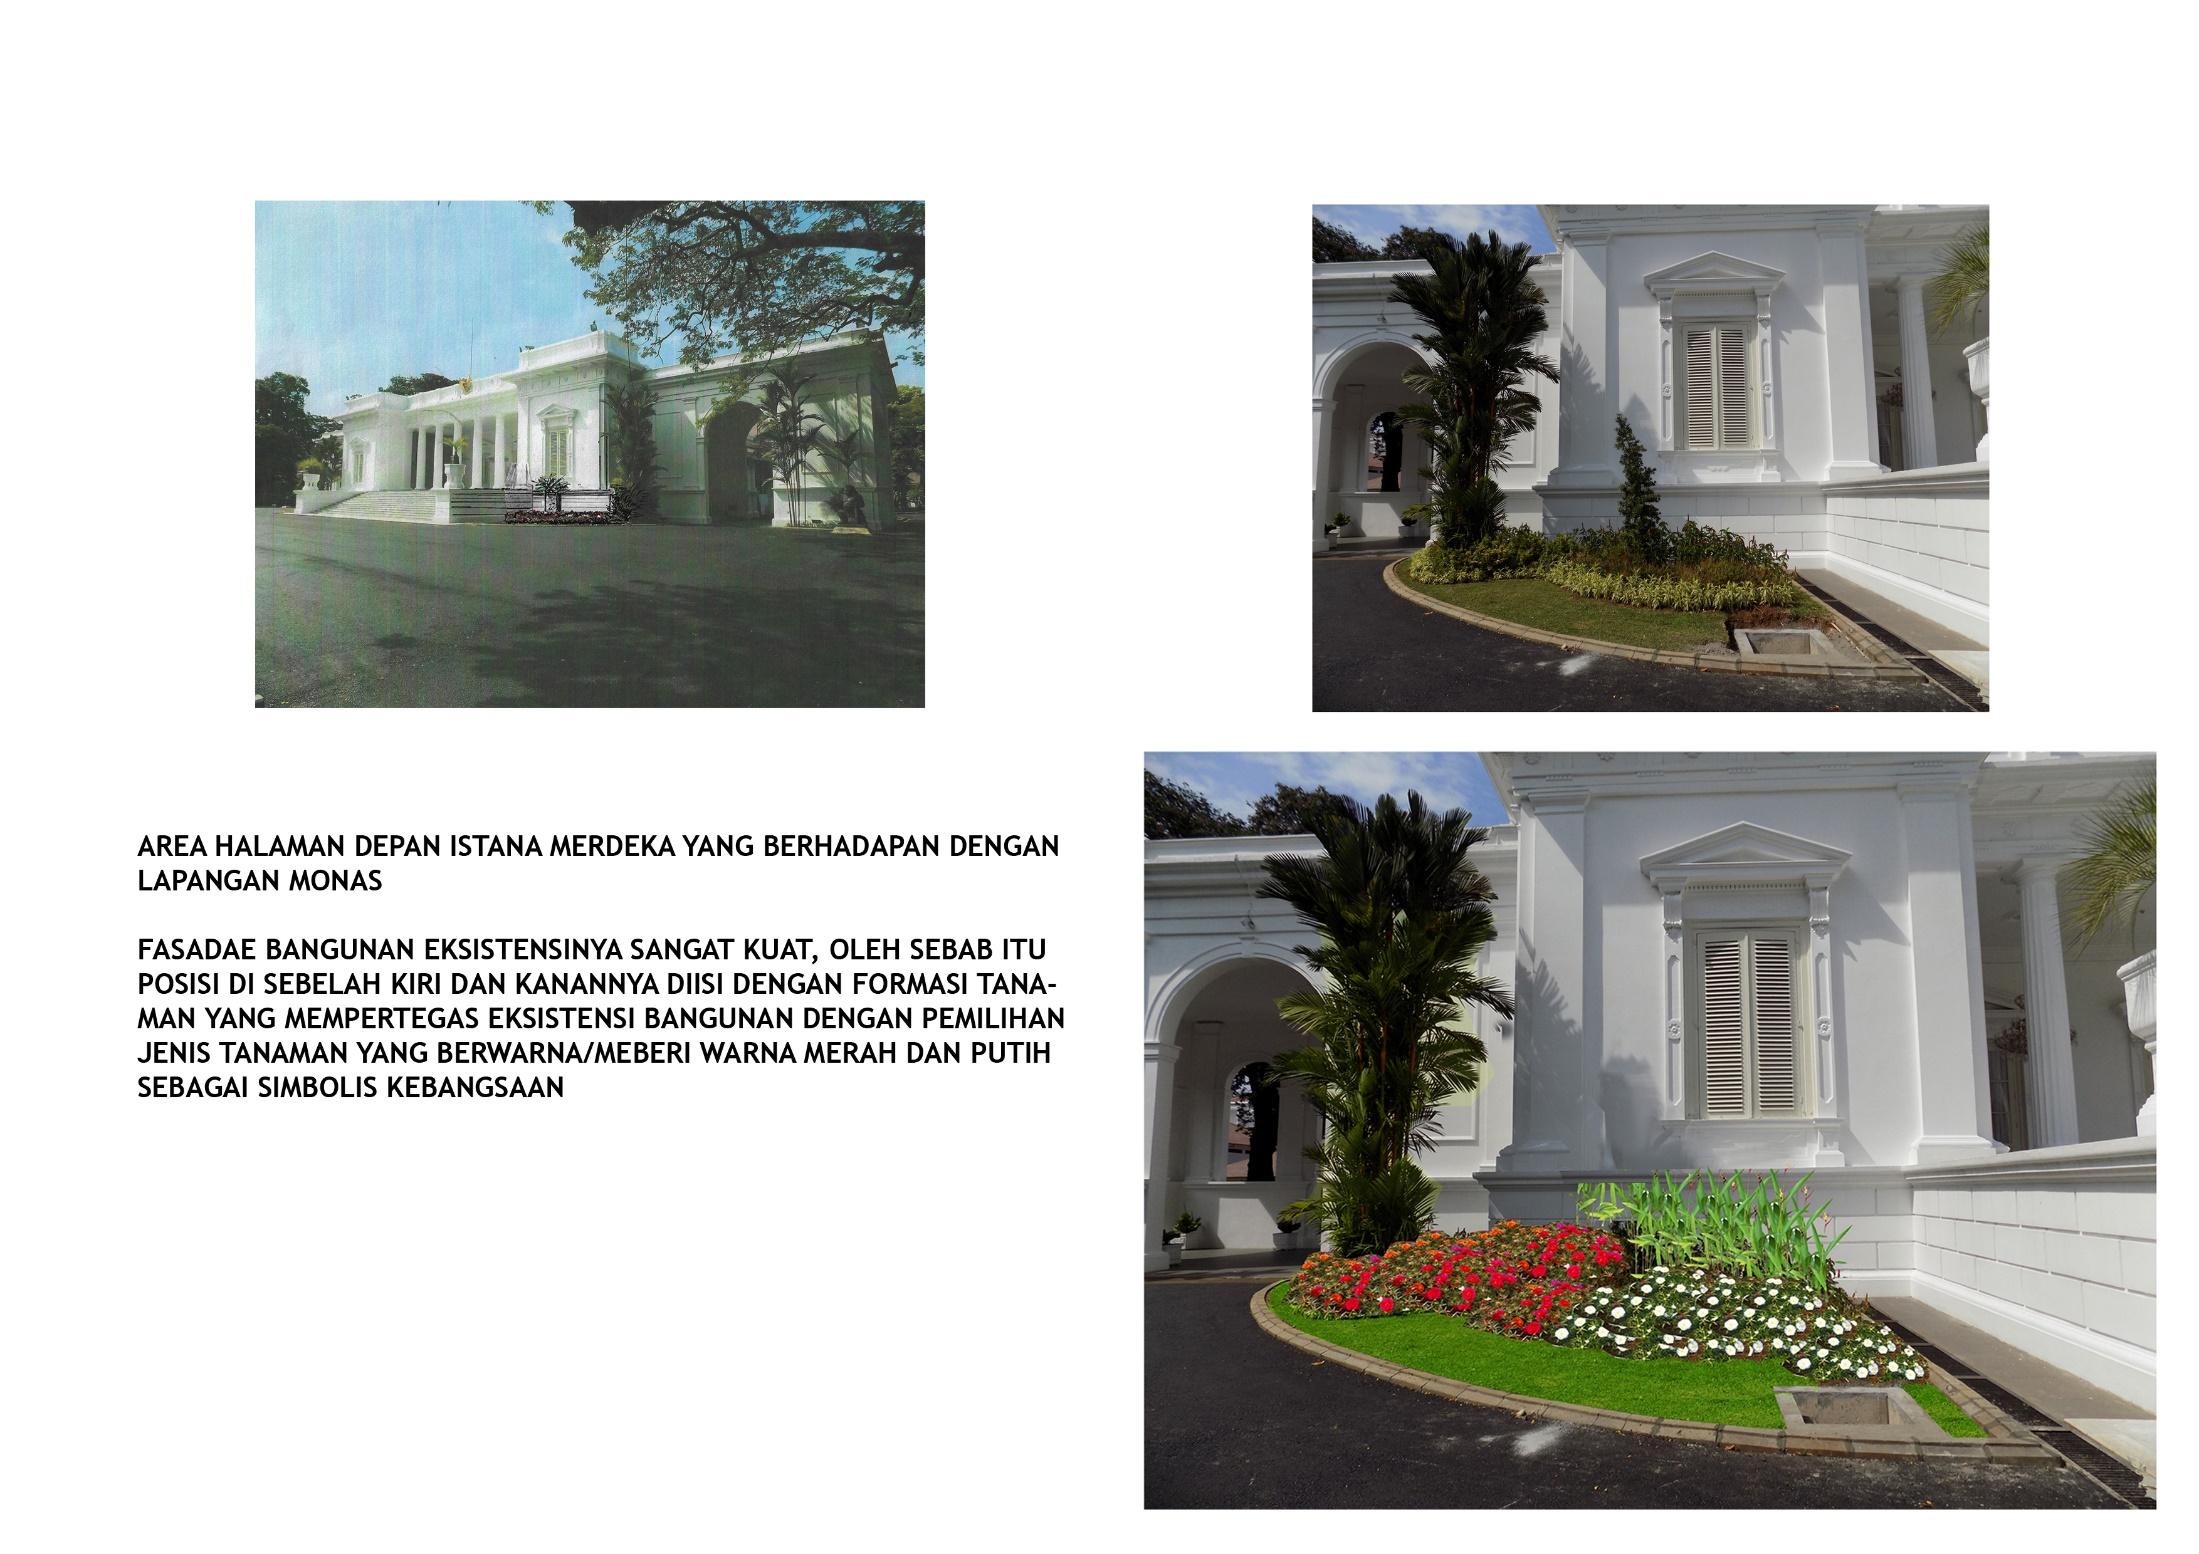 AREA HALAMAN DEPAN ISTANA MERDEKA YANG BERHADAPAN DENGAN
LAPANGAN MONAS
FASADAE BANGUNAN EKSISTENSINYA SANGAT KUAT, OLEH SEBAB ITU
POSISI DI SEBELAH KIRI DAN KANANNYA DIISI DENGAN FORMASI TANA-
MAN YANG MEMPERTEGAS EKSISTENSI BANGUNAN DENGAN PEMILIHAN
JENIS TANAMAN YANG BERWARNA/MEBERI WARNA MERAH DAN PUTIH
SEBAGAI SIMBOLIS KEBANGSAAN